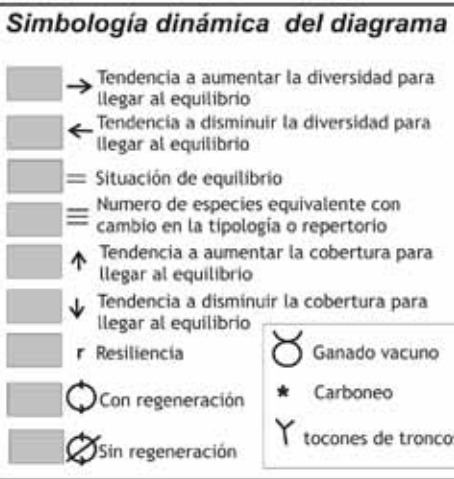 Simbología dinámica del diagrama
→ Tendencia a aumentar la diversidad para
llegar al equilibrio
← Tendencia a disminuir la diversidad para
llegar al equilibrio
= Situación de equilibrio
≡ Numero de especies equivalente con
cambio en la tipología o repertorio
↑ Tendencia a aumentar la cobertura para
llegar al equilibrio
↓ Tendencia a disminuir la cobertura para
llegar al equilibrio
r Resiliencia
Con regeneración
Sin regeneración
Ganado vacuno
* Carboneo
tocones de troncos